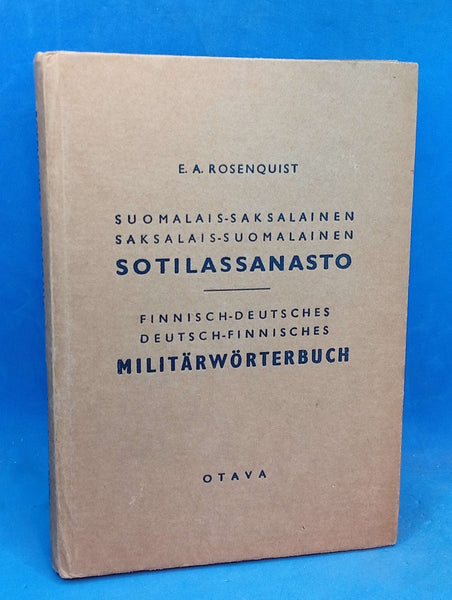 E. A. ROSENQUIST
SUOMALAIS-SAKSALAINEN
SAKSALAIS-SUOMALAINEN
SOTILASSANASTO
FINNISCH-DEUTSCHES
DEUTSCH-FINNISCHES
MILITÄRWÖRTERBUCH
OTAVA